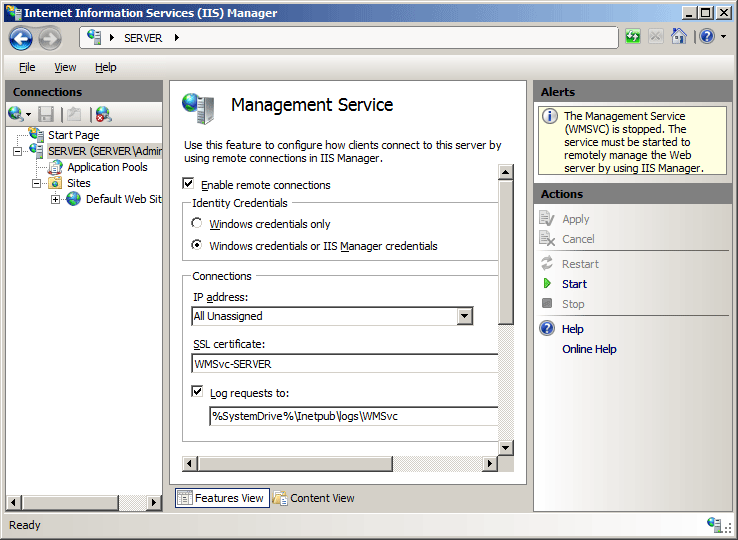 Internet Information Services (IIS) Manager
SERVER
File View Help
Connections
Start Page
SERVER (SERVER\Admir
Application Pools
Sites
Default Web Sit
Management Service
Use this feature to configure how clients connect to this server by
using remote connections in IIS Manager.
Enable remote connections
Identity Credentials
Windows credentials only
Windows credentials or IIS Manager credentials
Connections
IP address:
All Unassigned
SSL certificate:
WMSvc-SERVER
Log requests to:
%SystemDrive%\Inetpub\logs\WMSvc
Features View
Content View
Alerts
The Management Service
(WMSVC) is stopped. The
service must be started to
remotely manage the Web
server by using IIS Manager.
Actions
Apply
Cancel
Restart
Start
Stop
Help
Online Help
Ready